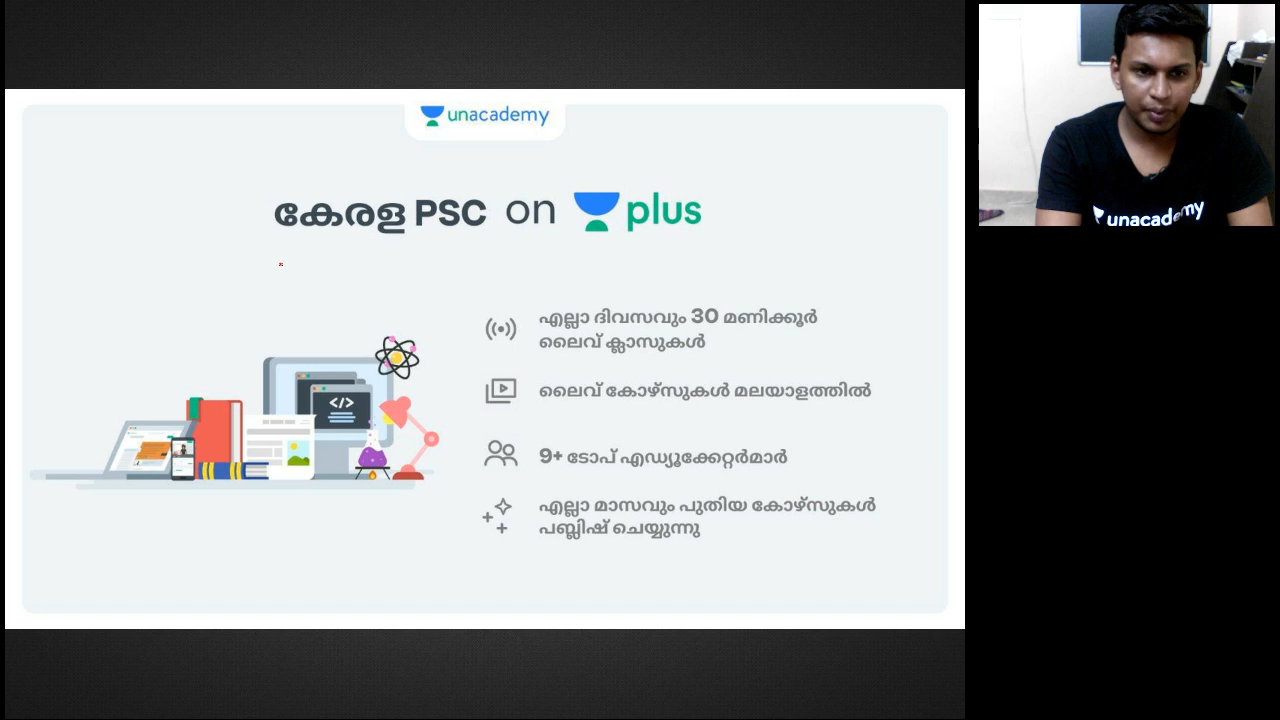 unacademy
കേരള PSC on plus
എല്ലാ ദിവസവും 30 മണിക്കൂർ
ലൈവ് ക്ലാസുകൾ
ലൈവ് കോഴ്സുകൾ മലയാളത്തിൽ
9+ ടോപ് എഡ്യൂക്കേറ്റർമാർ
എല്ലാ മാസവും പുതിയ കോഴ്സുകൾ
പബ്ലിഷ് ചെയ്യുന്നു
</> 
unacademy